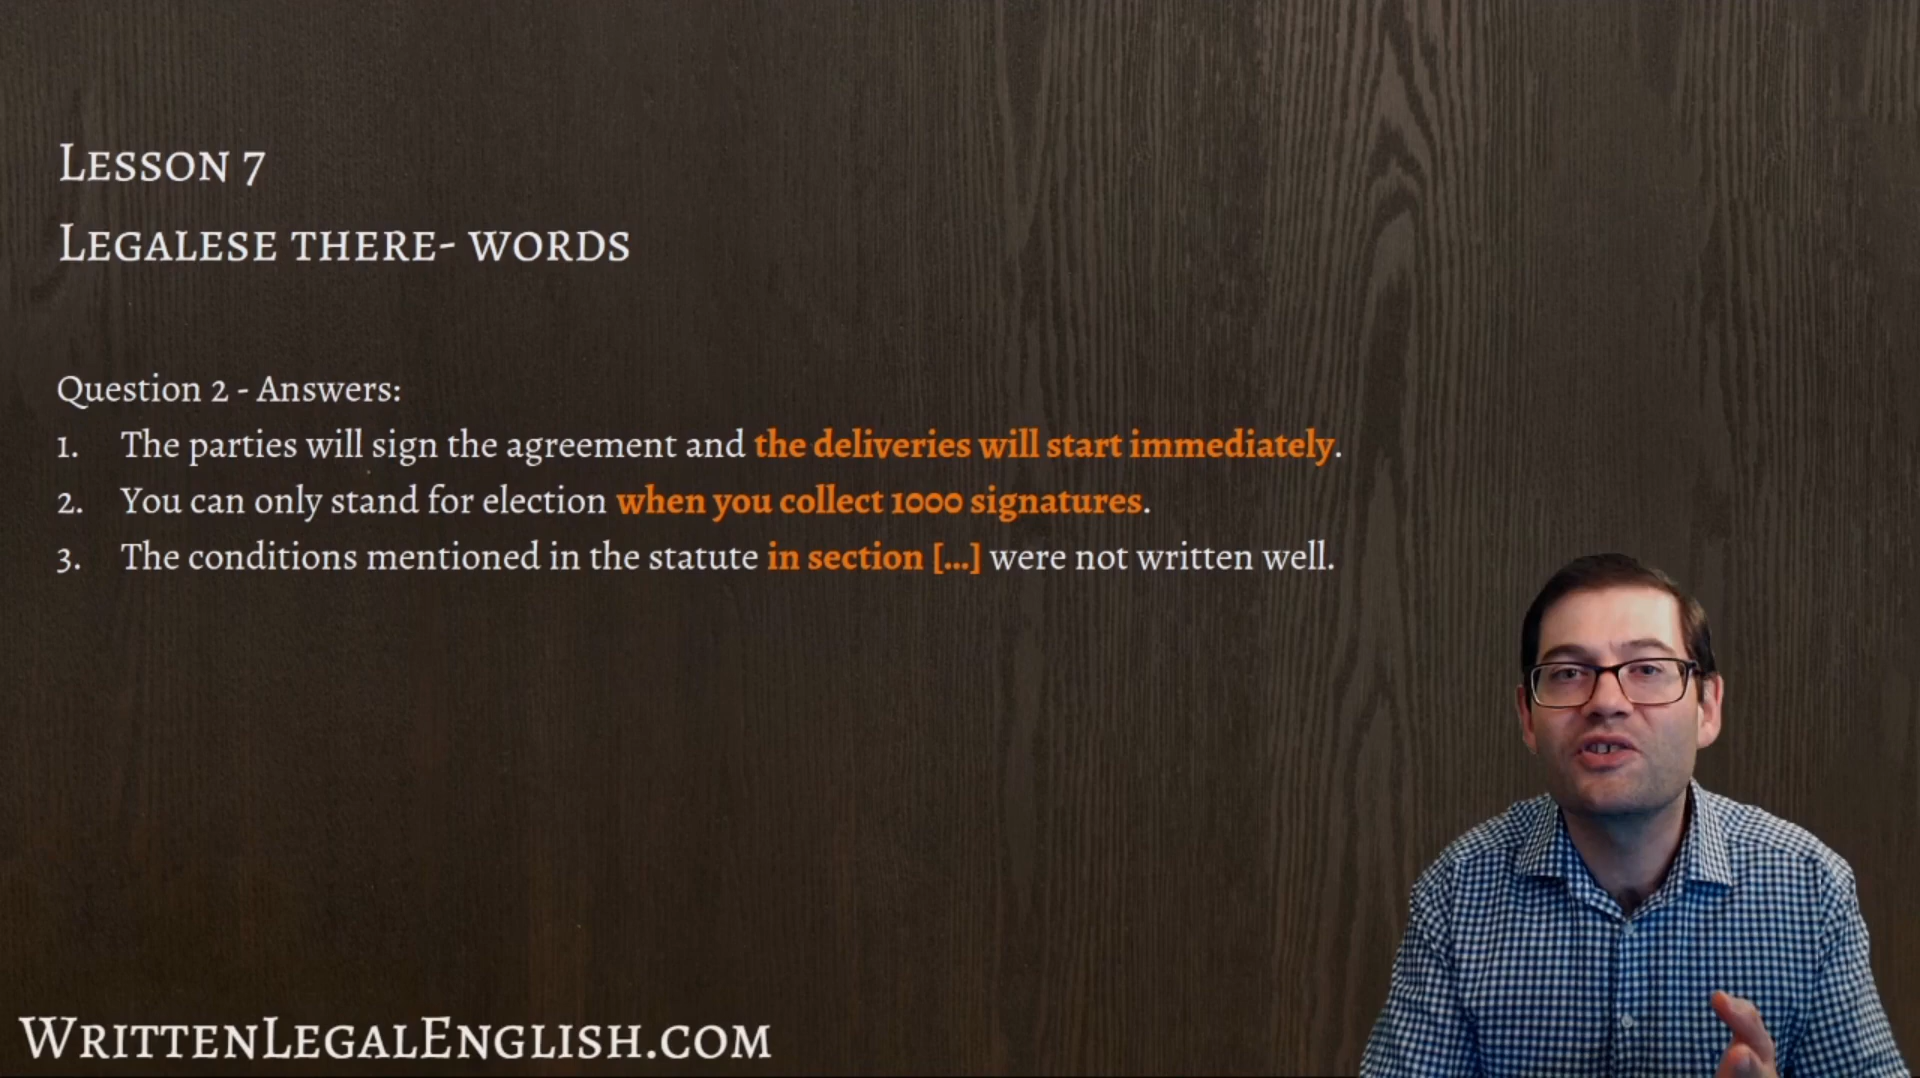 Lesson 7
Legalese there- words
Question 2 - Answers:
1. The parties will sign the agreement and the deliveries will start immediately.
2. You can only stand for election when you collect 1000 signatures.
3. The conditions mentioned in the statute in section [...] were not written well.
WrittenLegalEnglish.com